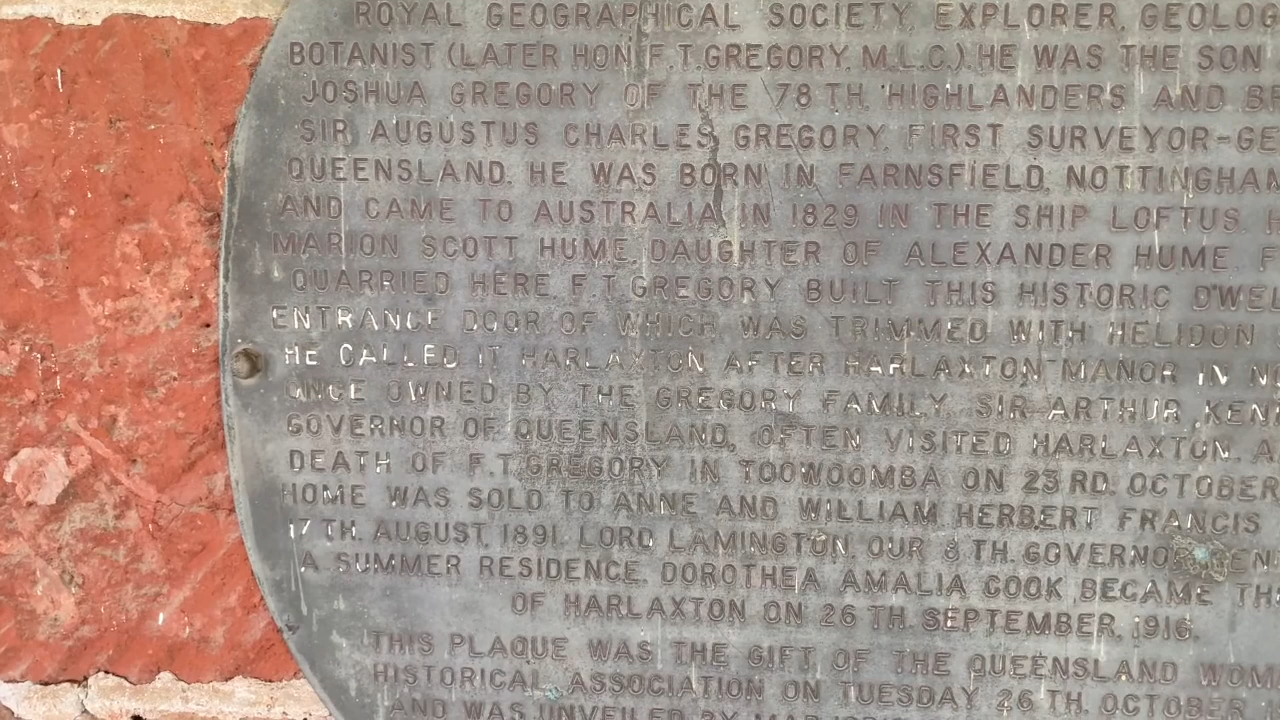 ROYAL GEOGRAPHICAL SOCIETY, EXPLORER, GEOLOG
BOTANIST (LATER HON F.T.GREGORY, M.L.C.). HE WAS THE SON
JOSHUA GREGORY OF THE 78 TH. HIGHLANDERS AND BR
SIR AUGUSTUS CHARLES GREGORY, FIRST SURVEYOR-GE
QUEENSLAND. HE WAS BORN IN FARNSFIELD, NOTTINGHAM
AND CAME TO AUSTRALIA IN 1829 IN THE SHIP LOFTUS. H
MARION SCOTT HUME, DAUGHTER OF ALEXANDER HUME. F
QUARRIED HERE F.T.GREGORY BUILT THIS HISTORIC DWEL
ENTRANCE DOOR OF WHICH WAS TRIMMED WITH HELIDON
HE CALLED IT HARLAXTON AFTER HARLAXTON MANOR IN NO
ONCE OWNED BY THE GREGORY FAMILY. SIR ARTHUR KEN
GOVERNOR OF QUEENSLAND, OFTEN VISITED HARLAXTON. A
DEATH OF F.T.GREGORY IN TOOWOOMBA ON 23 RD. OCTOBER
HOME WAS SOLD TO ANNE AND WILLIAM HERBERT FRANCIS
17 TH. AUGUST, 1891. LORD LAMINGTON, OUR 8 TH. GOVERNOR
A SUMMER RESIDENCE. DOROTHEA AMALIA COOK BECAME TH
OF HARLAXTON ON 26 TH. SEPTEMBER, 1916.
THIS PLAQUE WAS THE GIFT OF THE QUEENSLAND WOM
HISTORICAL ASSOCIATION ON TUESDAY 26 TH. OCTOBER
AND WAS UNVEILED BY